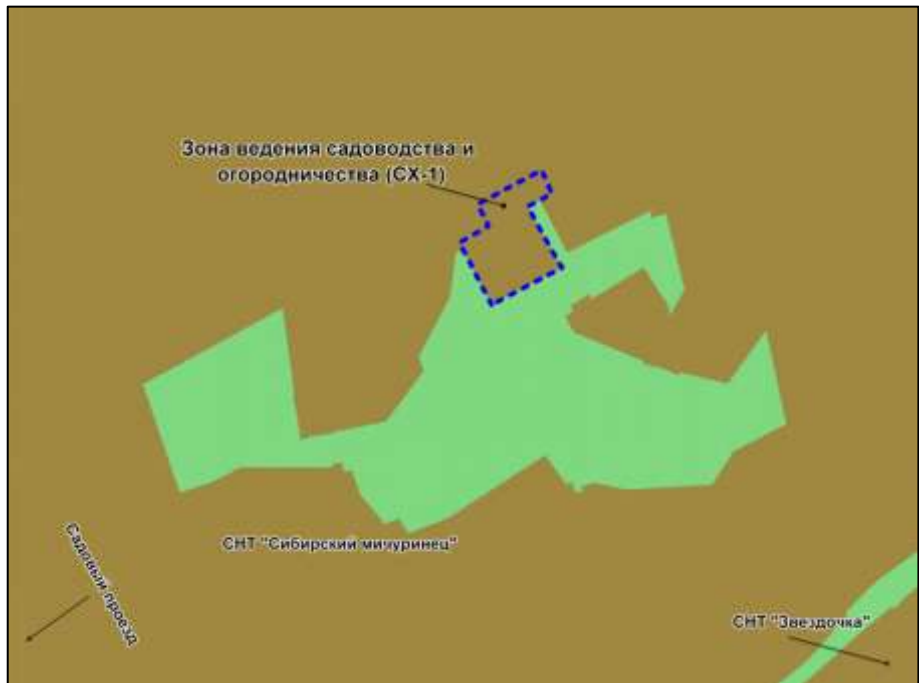 Зона ведения садоводства и
огородничества (СХ-1)
СНТ "Сибирский мичуринец"
Садовый проезд
СНТ "Звездочка"